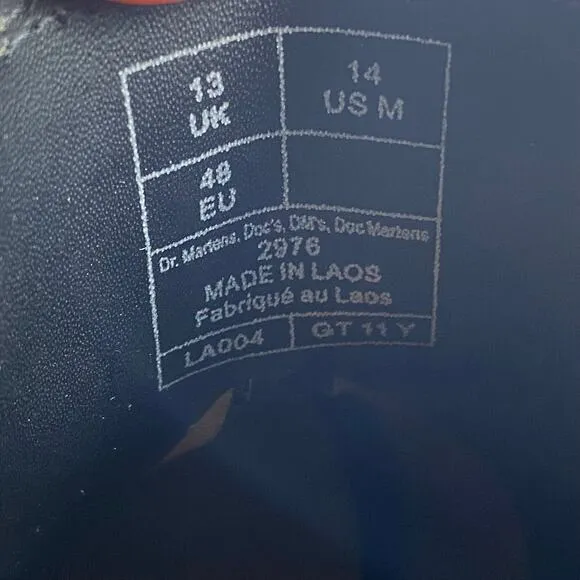 13
UK
14
US M
48
EU
Dr. Martens, Doc's, DM's, Doc Martens
2976
MADE IN LAOS
Fabriqué au Laos
LA004
GT 11 Y